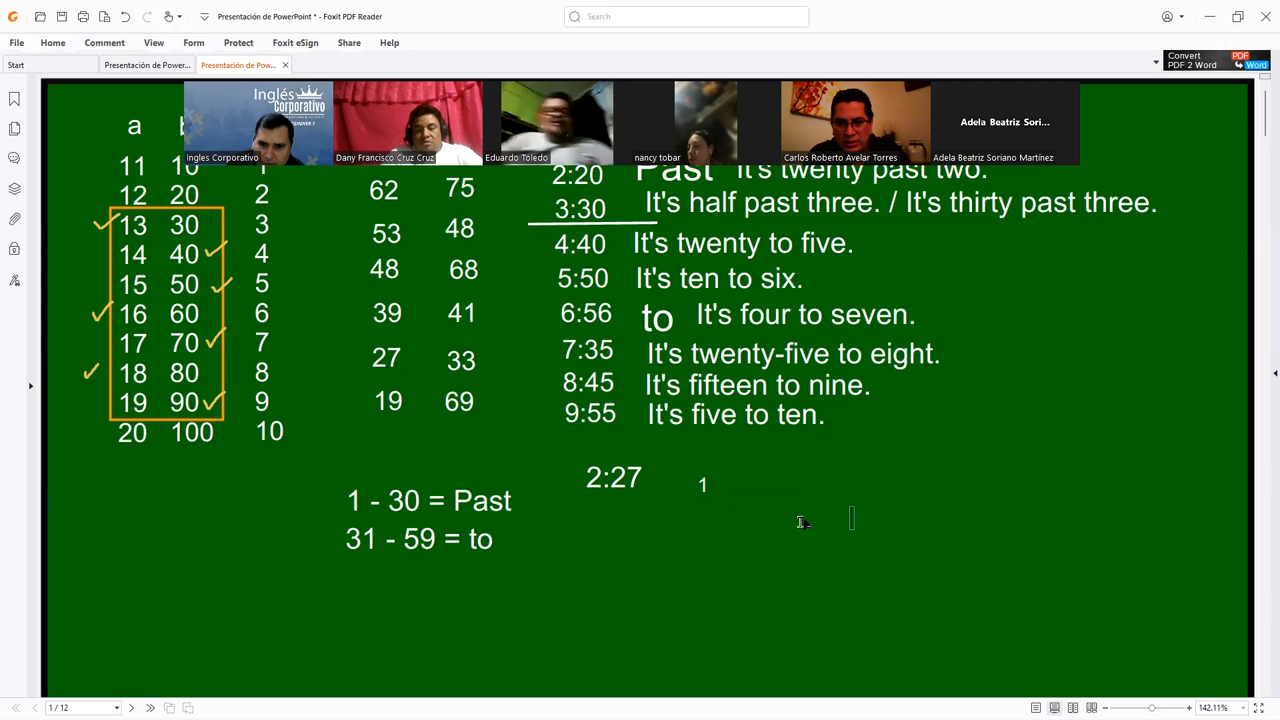 Presentación de PowerPoint * - Foxit PDF Reader
Search
File Home Comment View Form Protect Foxit eSign Share Help
Convert PDF
PDF 2 Word Word
Start Presentación de Power... Presentación de Pow...
Inglés
Corporativo
Ingles Corporativo Dany Francisco Cruz Cruz Eduardo Toledo nancy tobar Carlos Roberto Avelar Torres Adela Beatriz Soriano Martínez
Adela Beatriz Sori...
a
11 10 1
12 20 2
13 30 3
14 40 4
15 50 5
16 60 6
17 70 7
18 80 8
19 90 9
20 100 10
62 75
53 48
48 68
39 41
27 33
19 69
2:20 Past It's twenty past two.
3:30 It's half past three. / It's thirty past three.
4:40 It's twenty to five.
5:50 It's ten to six.
6:56 to It's four to seven.
7:35 It's twenty-five to eight.
8:45 It's fifteen to nine.
9:55 It's five to ten.
2:27 1
1 - 30 = Past
31 - 59 = to
1 / 12
142.11%